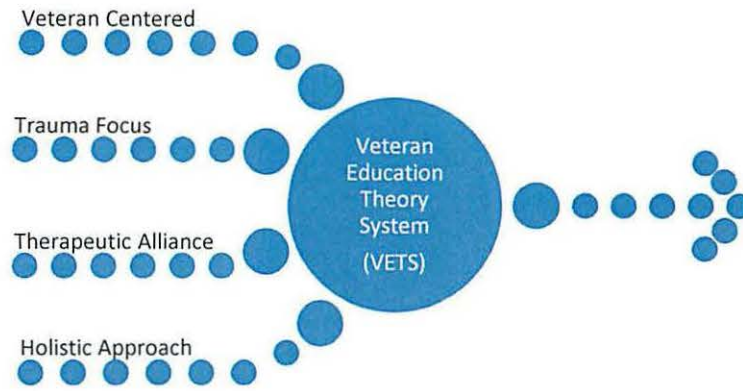 Veteran Centered
Trauma Focus
Therapeutic Alliance
Holistic Approach
Veteran
Education
Theory
System
(VETS)